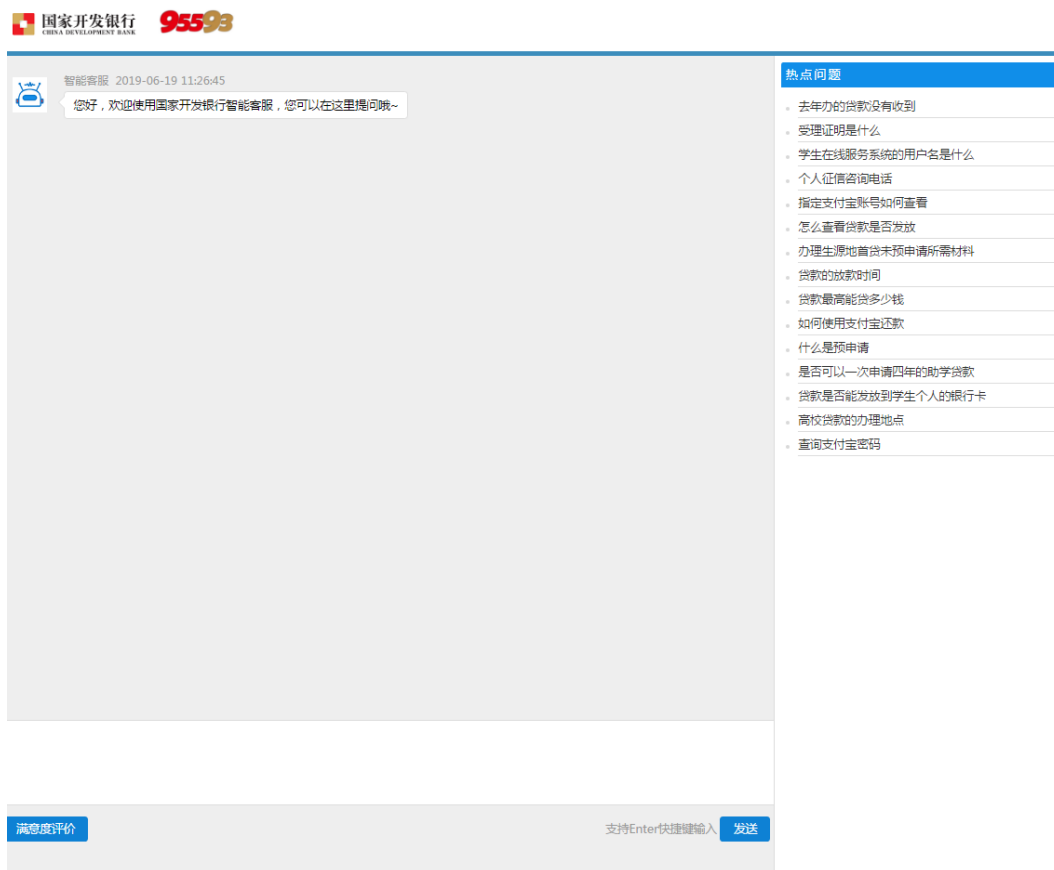 国家开发银行
CHINA DEVELOPMENT BANK
95593
智能客服 2019-06-19 11:26:45
您好，欢迎使用国家开发银行智能客服，您可以在这里提问哦~
热点问题
去年办的贷款没有收到
受理证明是什么
学生在线服务系统的用户名是什么
个人征信咨询电话
指定支付宝账号如何查看
怎么查看贷款是否发放
办理生源地首贷未预申请所需材料
贷款的放款时间
贷款最高能贷多少钱
如何使用支付宝还款
什么是预申请
是否可以一次申请四年的助学贷款
贷款是否能发放到学生个人的银行卡
高校贷款的办理地点
查询支付宝密码
满意度评价
支持Enter快捷键输入
发送